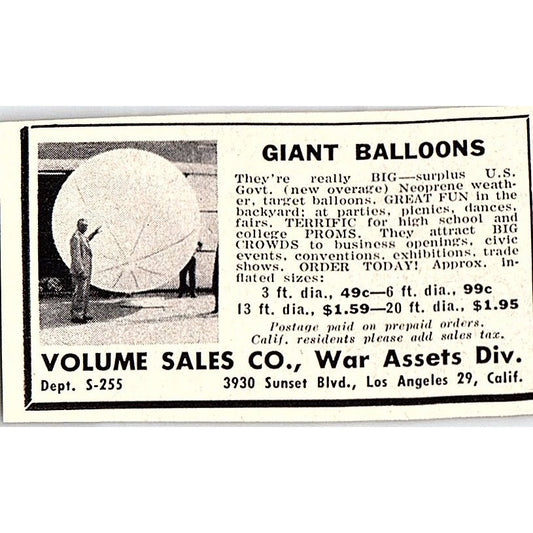 GIANT BALLOONS
They're really BIG—surplus U.S.
Govt. (new overage) Neoprene weath-
er, target balloons. GREAT FUN in the
backyard; at parties, picnics, dances,
fairs. TERRIFIC for high school and
college PROMS. They attract BIG
CROWDS to business openings, civic
events, conventions, exhibitions, trade
shows. ORDER TODAY! Approx. in-
flated sizes:
3 ft. dia., 49c—6 ft. dia., 99c
13 ft. dia., $1.59—20 ft. dia., $1.95
Postage paid on prepaid orders.
Calif. residents please add sales tax.
VOLUME SALES CO., War Assets Div.
Dept. S-255 3930 Sunset Blvd., Los Angeles 29, Calif.